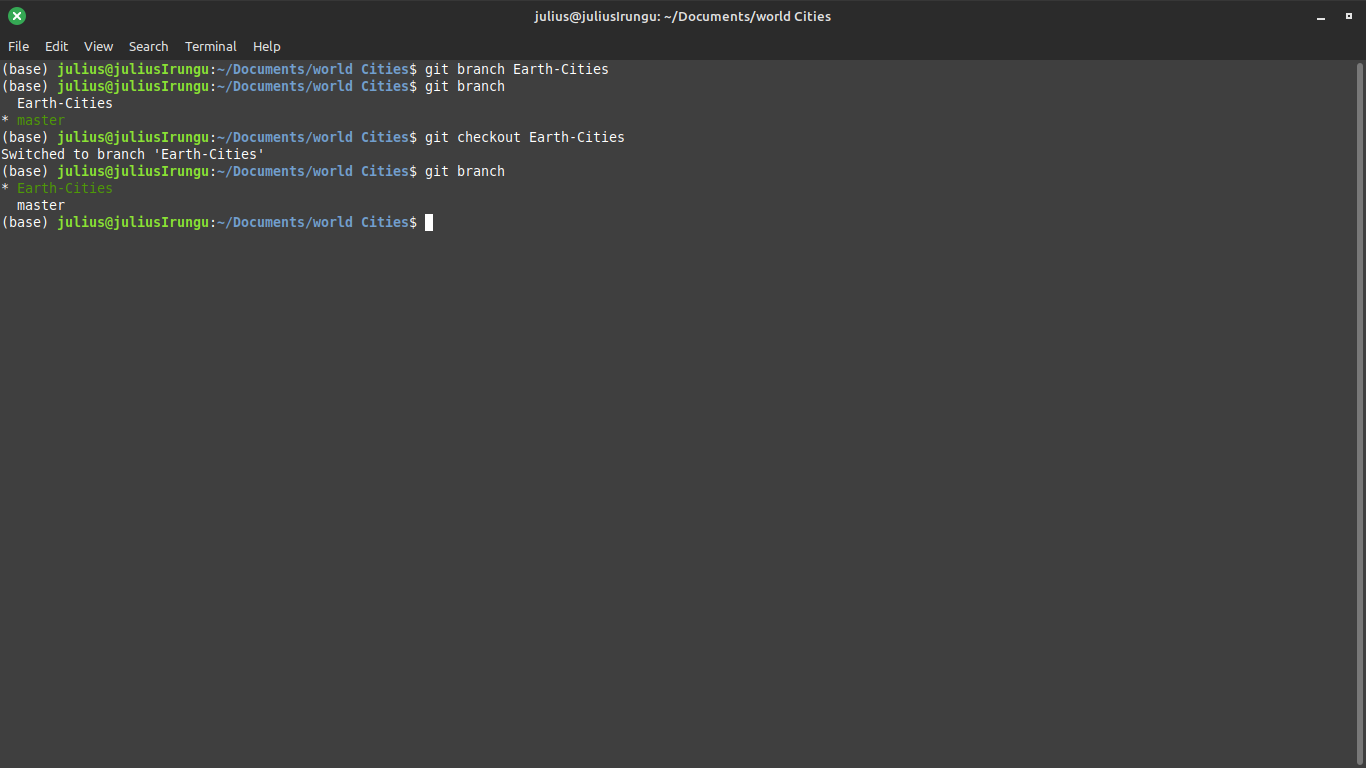 julius@juliusIrungu: ~/Documents/world Cities
File Edit View Search Terminal Help
(base) julius@juliusIrungu:~/Documents/world Cities$ git branch Earth-Cities
(base) julius@juliusIrungu:~/Documents/world Cities$ git branch
  Earth-Cities
* master
(base) julius@juliusIrungu:~/Documents/world Cities$ git checkout Earth-Cities
Switched to branch 'Earth-Cities'
(base) julius@juliusIrungu:~/Documents/world Cities$ git branch
* Earth-Cities
  master
(base) julius@juliusIrungu:~/Documents/world Cities$